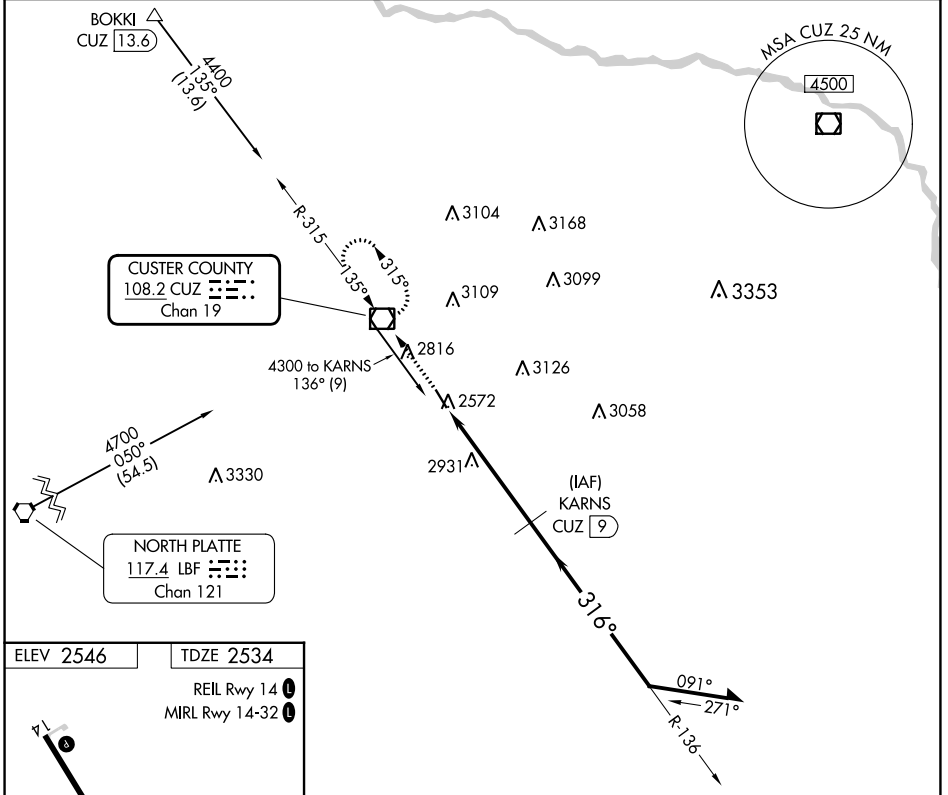 BOKKI
CUZ 13.6
4400
135°
(13.6)
MSA CUZ 25 NM
4500
R-315
135°
315°
3104
3168
3109
3099
3353
CUSTER COUNTY
108.2 CUZ
Chan 19
2816
4300 to KARNS
136° (9)
3126
2572
3058
4700
050°
(54.5)
3330
2931
(IAF)
KARNS
CUZ 9
NORTH PLATTE
117.4 LBF
Chan 121
316°
091°
271°
R-136
ELEV 2546
TDZE 2534
REIL Rwy 14 L
MIRL Rwy 14-32 L
14
P